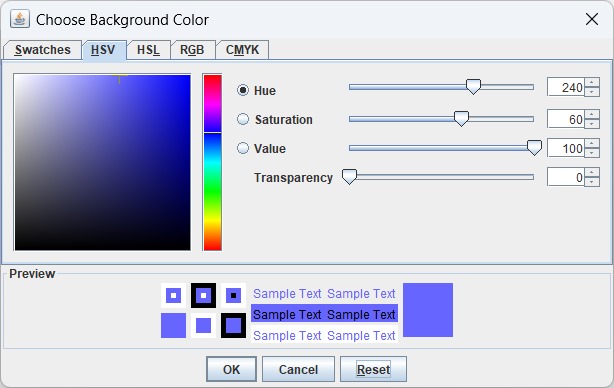 Choose Background Color
Swatches HSV HSL RGB CMYK
Hue 240
Saturation 60
Value 100
Transparency 0
Preview
Sample Text Sample Text
Sample Text Sample Text
Sample Text Sample Text
OK Cancel Reset